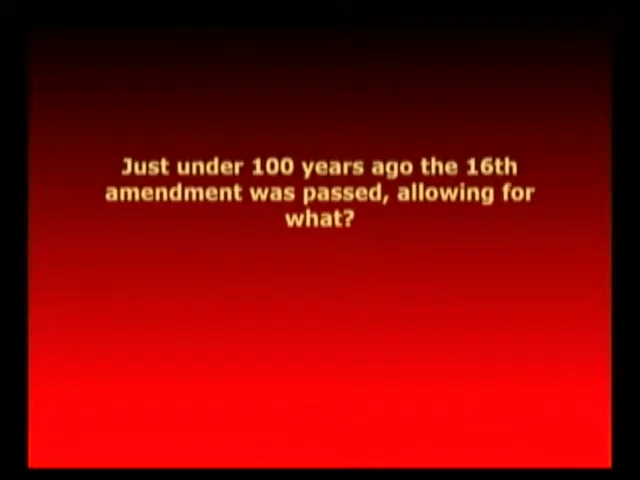 Just under 100 years ago the 16th
amendment was passed, allowing for
what?